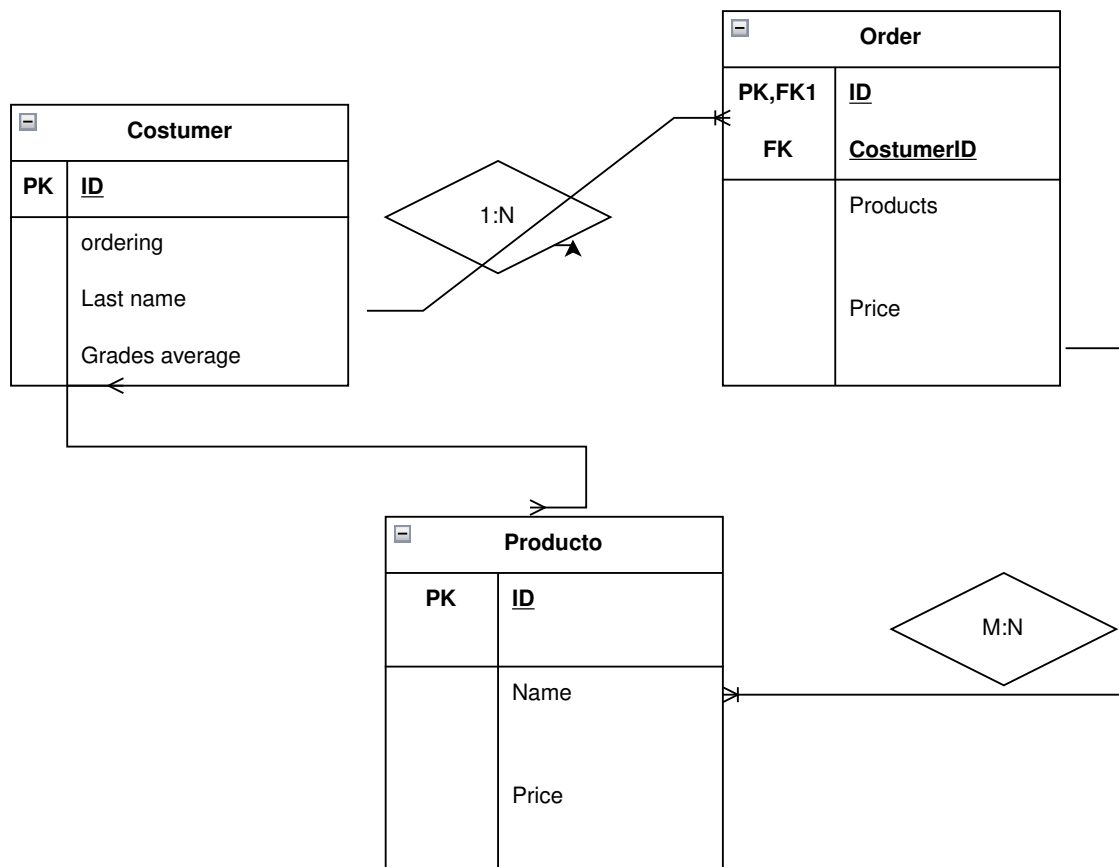 Order
PK,FK1 ID
FK CostumerID
Products
Price
Costumer
PK ID
ordering
Last name
Grades average
1:N
Producto
PK ID
Name
Price
M:N